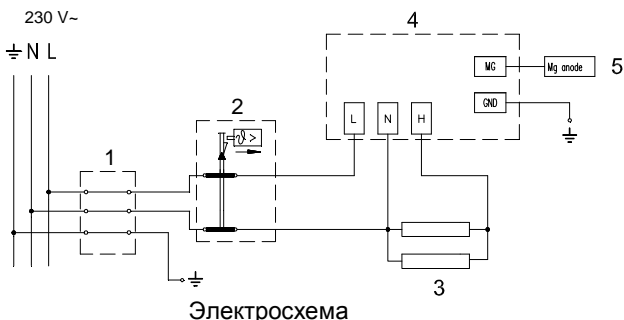 230 V~
N L
1
2
ϑ >
4
MG
Mg anode
5
GND
L N H
3
Электросхема